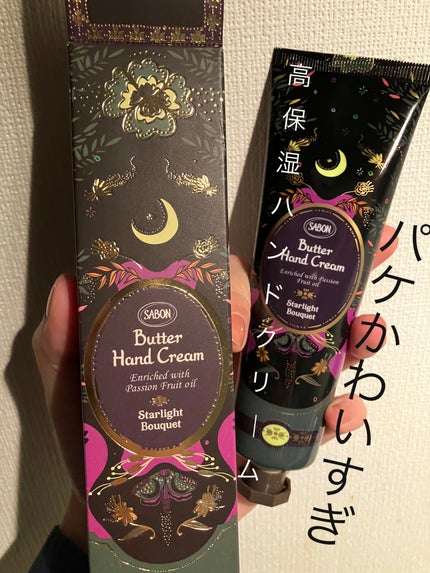 SABON
Butter
Hand Cream
Enriched with
Passion Fruit oil
Starlight
Bouquet
SABON
Butter
Hand Cream
Enriched with Passion
Fruit oil
Starlight
Bouquet
高保湿ハンドクリーム
パケかわいすぎ